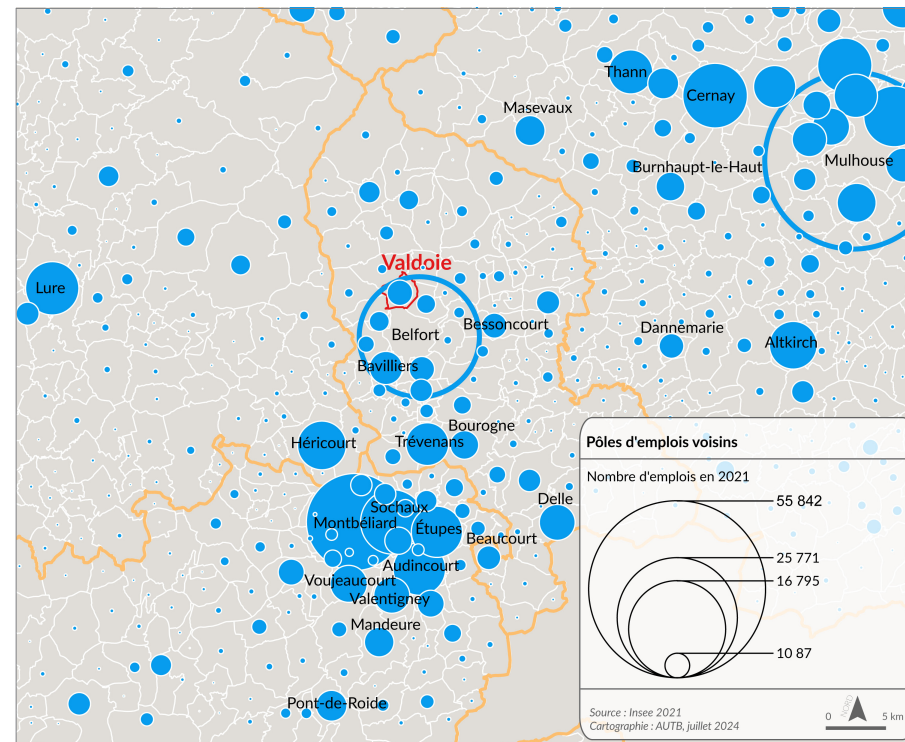 Thann
Cernay
Masevaux
Mulhouse
Burnhaupt-le-Haut
Valdoie
Lure
Belfort
Bessoncourt
Dannemarie
Altkirch
Bavilliers
Bourogne
Héricourt
Trévenans
Delle
Sochaux
Montbéliard
Étupes
Beaucourt
Audincourt
Voujeaucourt
Valentigney
Mandeure
Pont-de-Roide
Pôles d'emplois voisins
Nombre d'emplois en 2021
55 842
25 771
16 795
10 87
Source : Insee 2021
Cartographie : AUTB, juillet 2024
NORD
0 5 km